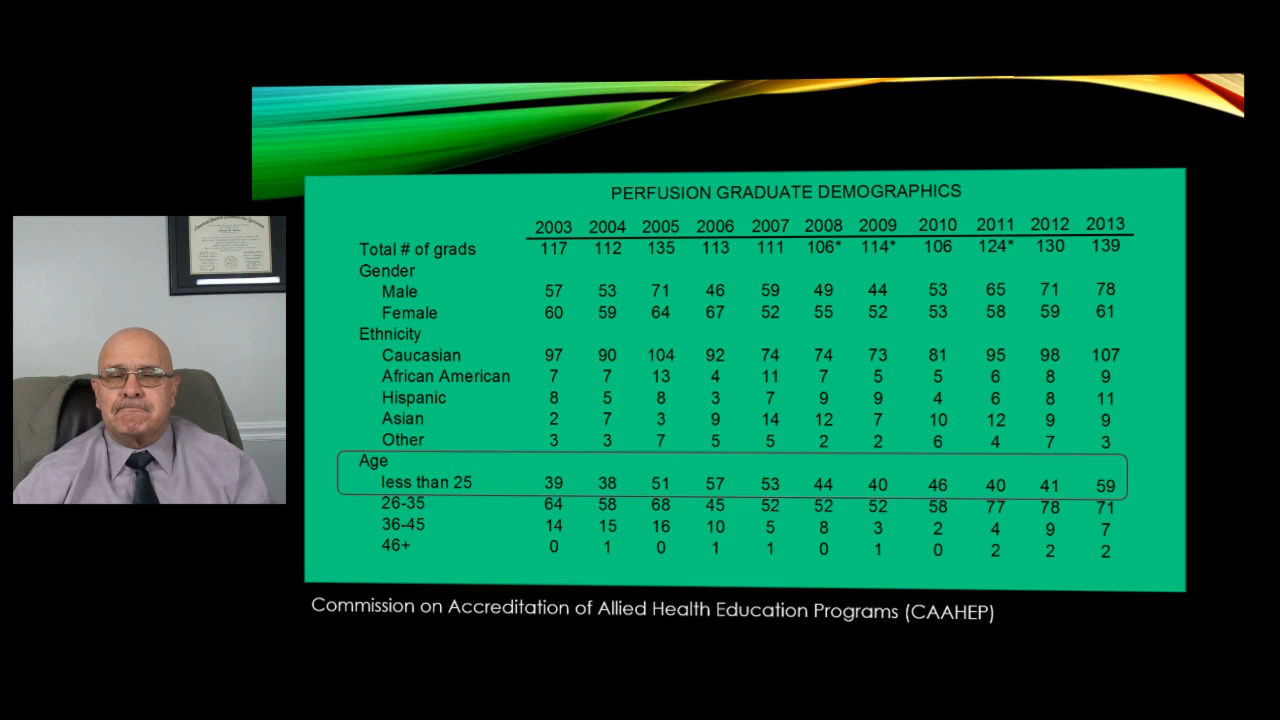 PERFUSION GRADUATE DEMOGRAPHICS
2003 2004 2005 2006 2007 2008 2009 2010 2011 2012 2013
Total # of grads 117 112 135 113 111 106* 114* 106 124* 130 139
Gender
Male 57 53 71 46 59 49 44 53 65 71 78
Female 60 59 64 67 52 55 52 53 58 59 61
Ethnicity
Caucasian 97 90 104 92 74 74 73 81 95 98 107
African American 7 7 13 4 11 7 5 5 6 8 9
Hispanic 8 5 8 3 7 9 9 4 6 8 11
Asian 2 7 3 9 14 12 7 10 12 9 9
Other 3 3 7 5 5 2 2 6 4 7 3
Age
less than 25 39 38 51 57 53 44 40 46 40 41 59
26-35 64 58 68 45 52 52 52 58 77 78 71
36-45 14 15 16 10 5 8 3 2 4 9 7
46+ 0 1 0 1 1 0 1 0 2 2 2
Commission on Accreditation of Allied Health Education Programs (CAAHEP)